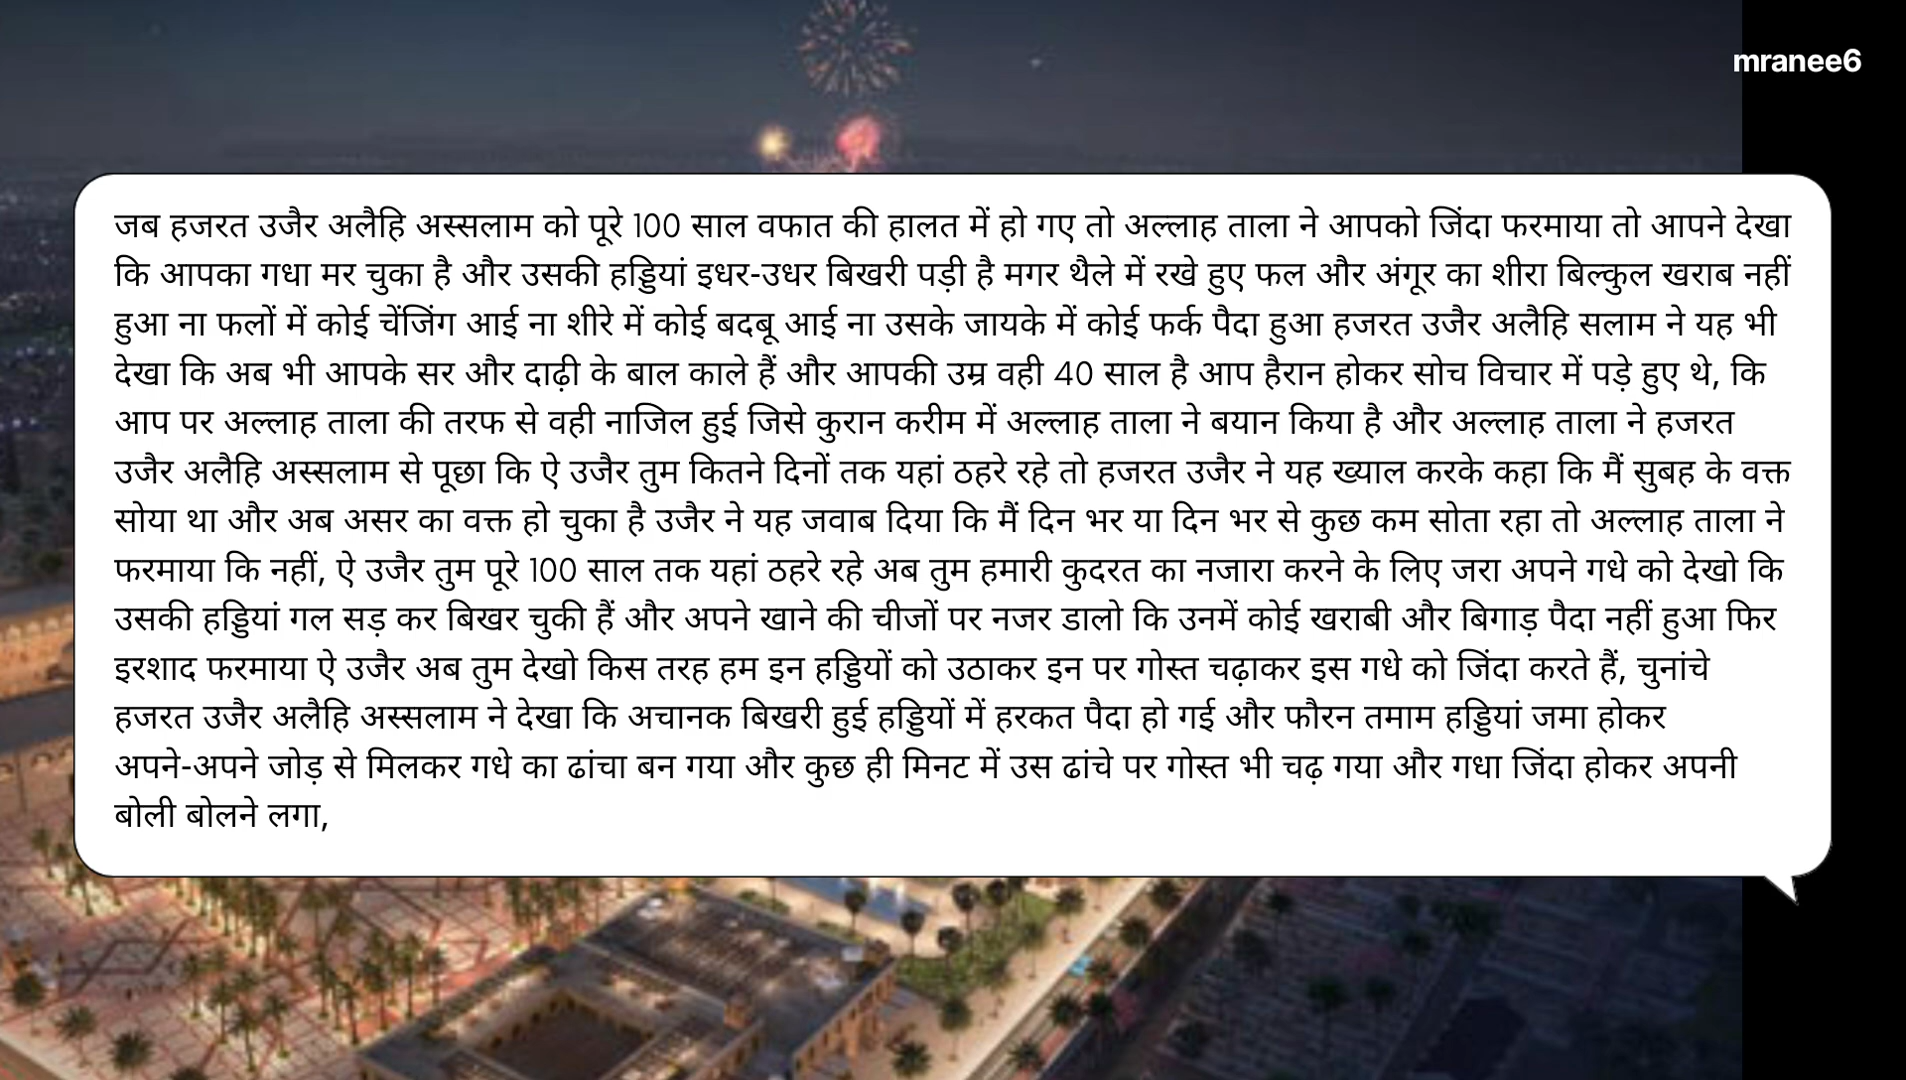 mranee6
जब हजरत उजैर अलैहि अस्सलाम को पूरे 100 साल वफात की हालत में हो गए तो अल्लाह ताला ने आपको जिंदा फरमाया तो आपने देखा
कि आपका गधा मर चुका है और उसकी हड्डियां इधर-उधर बिखरी पड़ी है मगर थैले में रखे हुए फल और अंगूर का शीरा बिल्कुल खराब नहीं
हुआ ना फलों में कोई चेंजिंग आई ना शीरे में कोई बदबू आई ना उसके जायके में कोई फर्क पैदा हुआ हजरत उजैर अलैहि सलाम ने यह भी
देखा कि अब भी आपके सर और दाढ़ी के बाल काले हैं और आपकी उम्र वही 40 साल है आप हैरान होकर सोच विचार में पड़े हुए थे, कि
आप पर अल्लाह ताला की तरफ से वही नाजिल हुई जिसे कुरान करीम में अल्लाह ताला ने बयान किया है और अल्लाह ताला ने हजरत
उजैर अलैहि अस्सलाम से पूछा कि ऐ उजैर तुम कितने दिनों तक यहां ठहरे रहे तो हजरत उजैर ने यह ख्याल करके कहा कि मैं सुबह के वक्त
सोया था और अब असर का वक्त हो चुका है उजैर ने यह जवाब दिया कि मैं दिन भर या दिन भर से कुछ कम सोता रहा तो अल्लाह ताला ने
फरमाया कि नहीं, ऐ उजैर तुम पूरे 100 साल तक यहां ठहरे रहे अब तुम हमारी कुदरत का नजारा करने के लिए जरा अपने गधे को देखो कि
उसकी हड्डियां गल सड़ कर बिखर चुकी हैं और अपने खाने की चीजों पर नजर डालो कि उनमें कोई खराबी और बिगाड़ पैदा नहीं हुआ फिर
इरशाद फरमाया ऐ उजैर अब तुम देखो किस तरह हम इन हड्डियों को उठाकर इन पर गोस्त चढ़ाकर इस गधे को जिंदा करते हैं, चुनांचे
हजरत उजैर अलैहि अस्सलाम ने देखा कि अचानक बिखरी हुई हड्डियों में हरकत पैदा हो गई और फौरन तमाम हड्डियां जमा होकर
अपने-अपने जोड़ से मिलकर गधे का ढांचा बन गया और कुछ ही मिनट में उस ढांचे पर गोस्त भी चढ़ गया और गधा जिंदा होकर अपनी
बोली बोलने लगा,